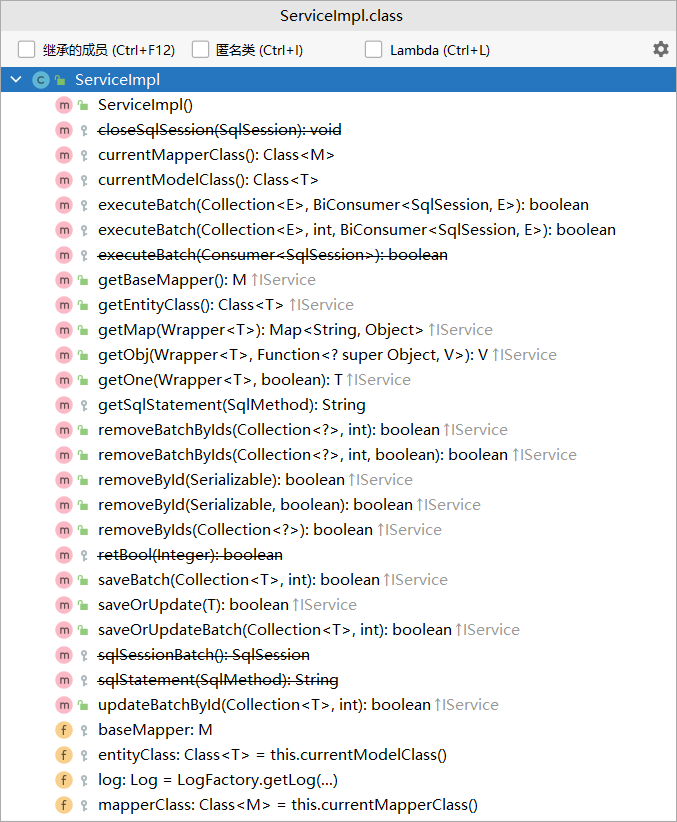 ServiceImpl.class
继承的成员 (Ctrl+F12) 匿名类 (Ctrl+I) Lambda (Ctrl+L)
C ServiceImpl
m ServiceImpl()
m closeSqlSession(SqlSession): void
m currentMapperClass(): Class<M>
m currentModelClass(): Class<T>
m executeBatch(Collection<E>, BiConsumer<SqlSession, E>): boolean
m executeBatch(Collection<E>, int, BiConsumer<SqlSession, E>): boolean
m executeBatch(Consumer<SqlSession>): boolean
m getBaseMapper(): M ↑IService
m getEntityClass(): Class<T> ↑IService
m getMap(Wrapper<T>): Map<String, Object> ↑IService
m getObj(Wrapper<T>, Function<? super Object, V>): V ↑IService
m getOne(Wrapper<T>, boolean): T ↑IService
m getSqlStatement(SqlMethod): String
m removeBatchByIds(Collection<?>, int): boolean ↑IService
m removeBatchByIds(Collection<?>, int, boolean): boolean ↑IService
m removeById(Serializable): boolean ↑IService
m removeById(Serializable, boolean): boolean ↑IService
m removeByIds(Collection<?>): boolean ↑IService
m retBool(Integer): boolean
m saveBatch(Collection<T>, int): boolean ↑IService
m saveOrUpdate(T): boolean ↑IService
m saveOrUpdateBatch(Collection<T>, int): boolean ↑IService
m sqlSessionBatch(): SqlSession
m sqlStatement(SqlMethod): String
m updateBatchById(Collection<T>, int): boolean ↑IService
f baseMapper: M
f entityClass: Class<T> = this.currentModelClass()
f log: Log = LogFactory.getLog(...)
f mapperClass: Class<M> = this.currentMapperClass()